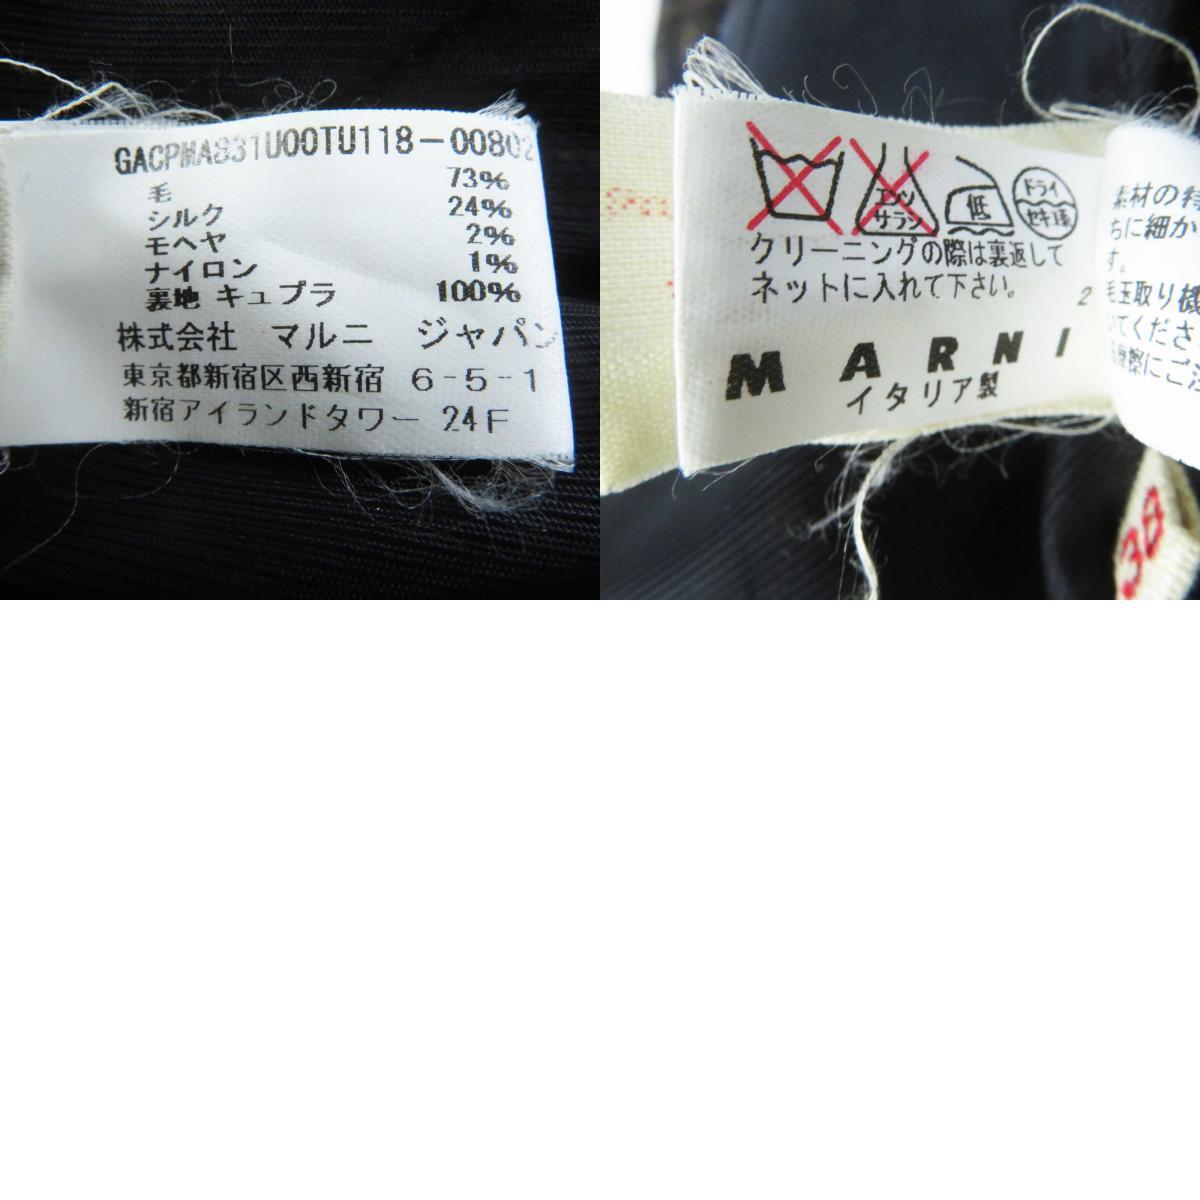 GACPMA831U00TU118-00802
毛 73%
シルク 24%
モヘヤ 2%
ナイロン 1%
裏地 キュプラ 100%
株式会社 マルニ ジャパン
東京都新宿区西新宿 6-5-1
新宿アイランドタワー 24F
エンソ
サラシ
低
ドライ
セキユ系
クリーニングの際は裏返して
ネットに入れて下さい。
2
MARNI
イタリア製
素材の特
ちに細か
す。
毛玉取り機
いてくださ
際にご注
38